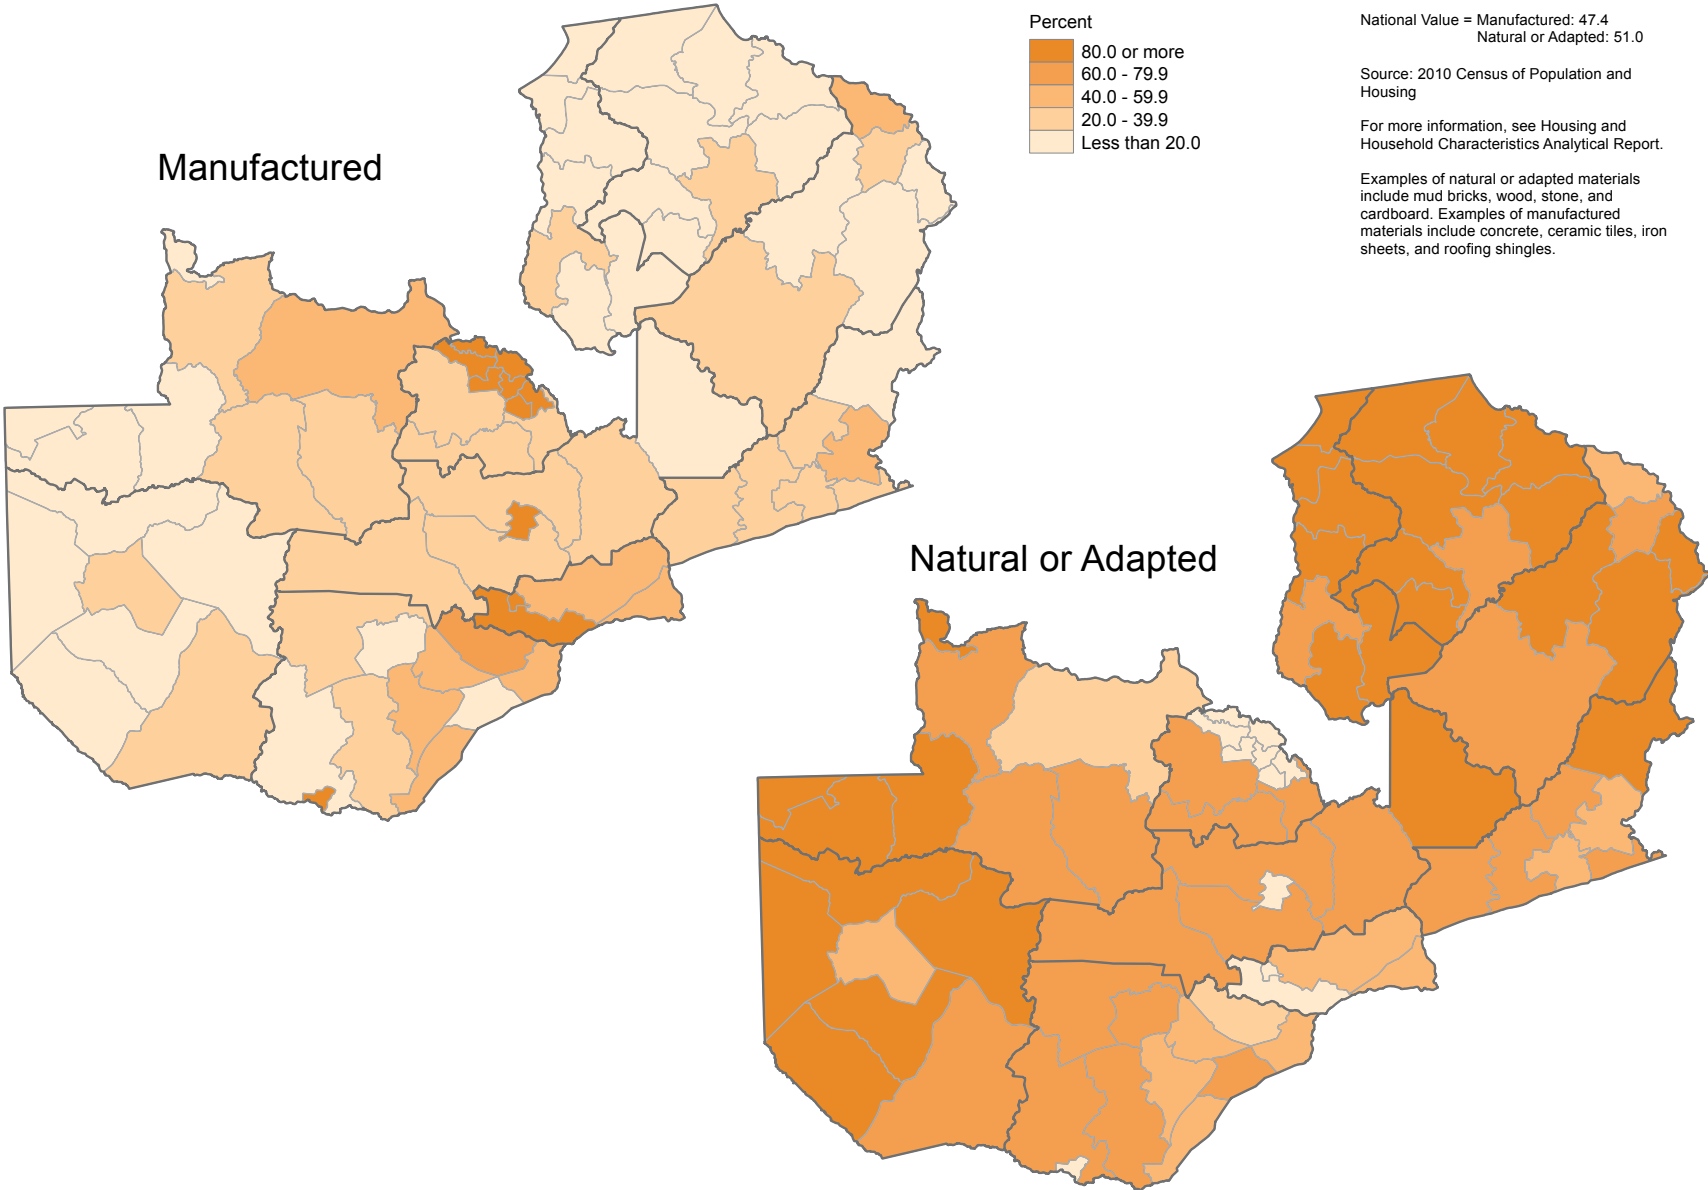 Percent
80.0 or more
60.0 - 79.9
40.0 - 59.9
20.0 - 39.9
Less than 20.0
National Value = Manufactured: 47.4
Natural or Adapted: 51.0
Source: 2010 Census of Population and
Housing
For more information, see Housing and
Household Characteristics Analytical Report.
Examples of natural or adapted materials
include mud bricks, wood, stone, and
cardboard. Examples of manufactured
materials include concrete, ceramic tiles, iron
sheets, and roofing shingles.
Manufactured
Natural or Adapted